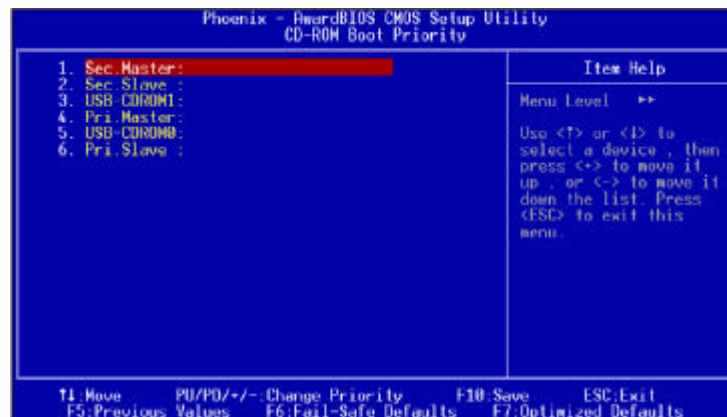 Phoenix - AwardBIOS CMOS Setup Utility
CD-ROM Boot Priority
1. Sec.Master:
2. Sec.Slave :
3. USB-CDROM1:
4. Pri.Master:
5. USB-CDROM0:
6. Pri.Slave :
Item Help
Menu Level ▸▸
Use <↑> or <↓> to
select a device , then
press <+> to move it
up , or <-> to move it
down the list. Press
<ESC> to exit this
menu.
↑↓:Move PU/PD/+/-:Change Priority F10:Save ESC:Exit
F5:Previous Values F6:Fail-Safe Defaults F7:Optimized Defaults